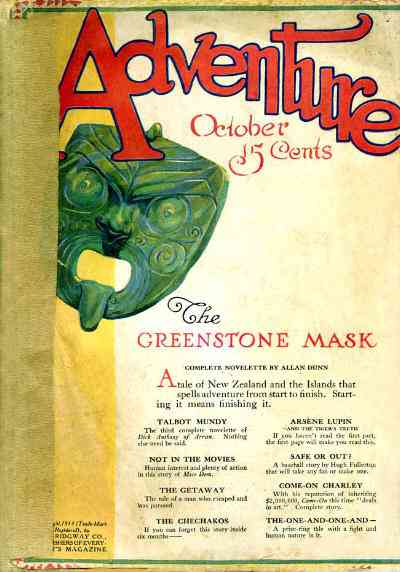 Adventure
October
15 Cents
The
GREENSTONE MASK
COMPLETE NOVELETTE BY ALLAN DUNN
A tale of New Zealand and the Islands that
spells adventure from start to finish. Start-
ing it means finishing it.
TALBOT MUNDY
The third complete novelette of
Dick Anthony of Arran. Nothing
else need be said.
NOT IN THE MOVIES
Human interest and plenty of action
in this story of Mace Dow.
THE GETAWAY
The tale of a man who escaped and
was pursued.
THE CHECHAKOS
If you can forget this story inside
six months—
ARSÈNE LUPIN
—AND THE TIGER'S TEETH
If you haven't read the first part,
the first page will make you read this.
SAFE OR OUT?
A baseball story by Hugh Fullerton
that will take any fan or make one.
COME-ON CHARLEY
With his reputation of inheriting
$2,000,000, Come-On this time "deals
in art." Complete story.
THE-ONE-AND-ONE-AND—
A prize-ring tale with a fight and
human nature in it.
1914 (Trade-Mark
Registered), by
RIDGWAY CO.,
SHERS OF EVERY-
'S MAGAZINE